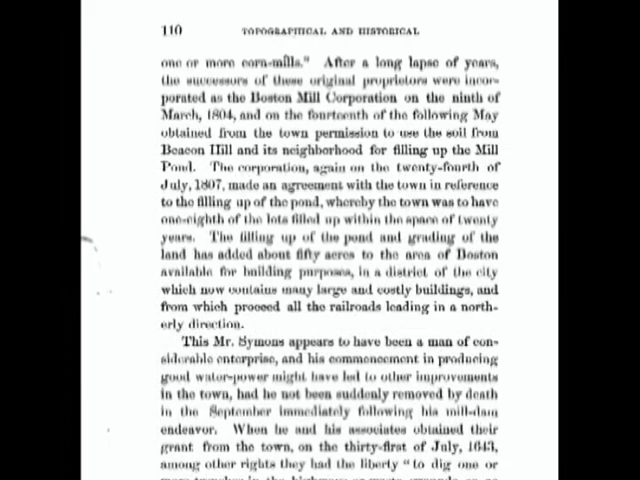 110 TOPOGRAPHICAL AND HISTORICAL
one or more corn-mills." After a long lapse of years,
the successors of these original proprietors were incor-
porated as the Boston Mill Corporation on the ninth of
March, 1804, and on the fourteenth of the following May
obtained from the town permission to use the soil from
Beacon Hill and its neighborhood for filling up the Mill
Pond. The corporation, again on the twenty-fourth of
July, 1807, made an agreement with the town in reference
to the filling up of the pond, whereby the town was to have
one-eighth of the lots filled up within the space of twenty
years. The filling up of the pond and grading of the
land has added about fifty acres to the area of Boston
available for building purposes, in a district of the city
which now contains many large and costly buildings, and
from which proceed all the railroads leading in a north-
erly direction.
This Mr. Symons appears to have been a man of con-
siderable enterprise, and his commencement in producing
good water-power might have led to other improvements
in the town, had he not been suddenly removed by death
in the September immediately following his mill-dam
endeavor. When he and his associates obtained their
grant from the town, on the thirty-first of July, 1643,
among other rights they had the liberty "to dig one or